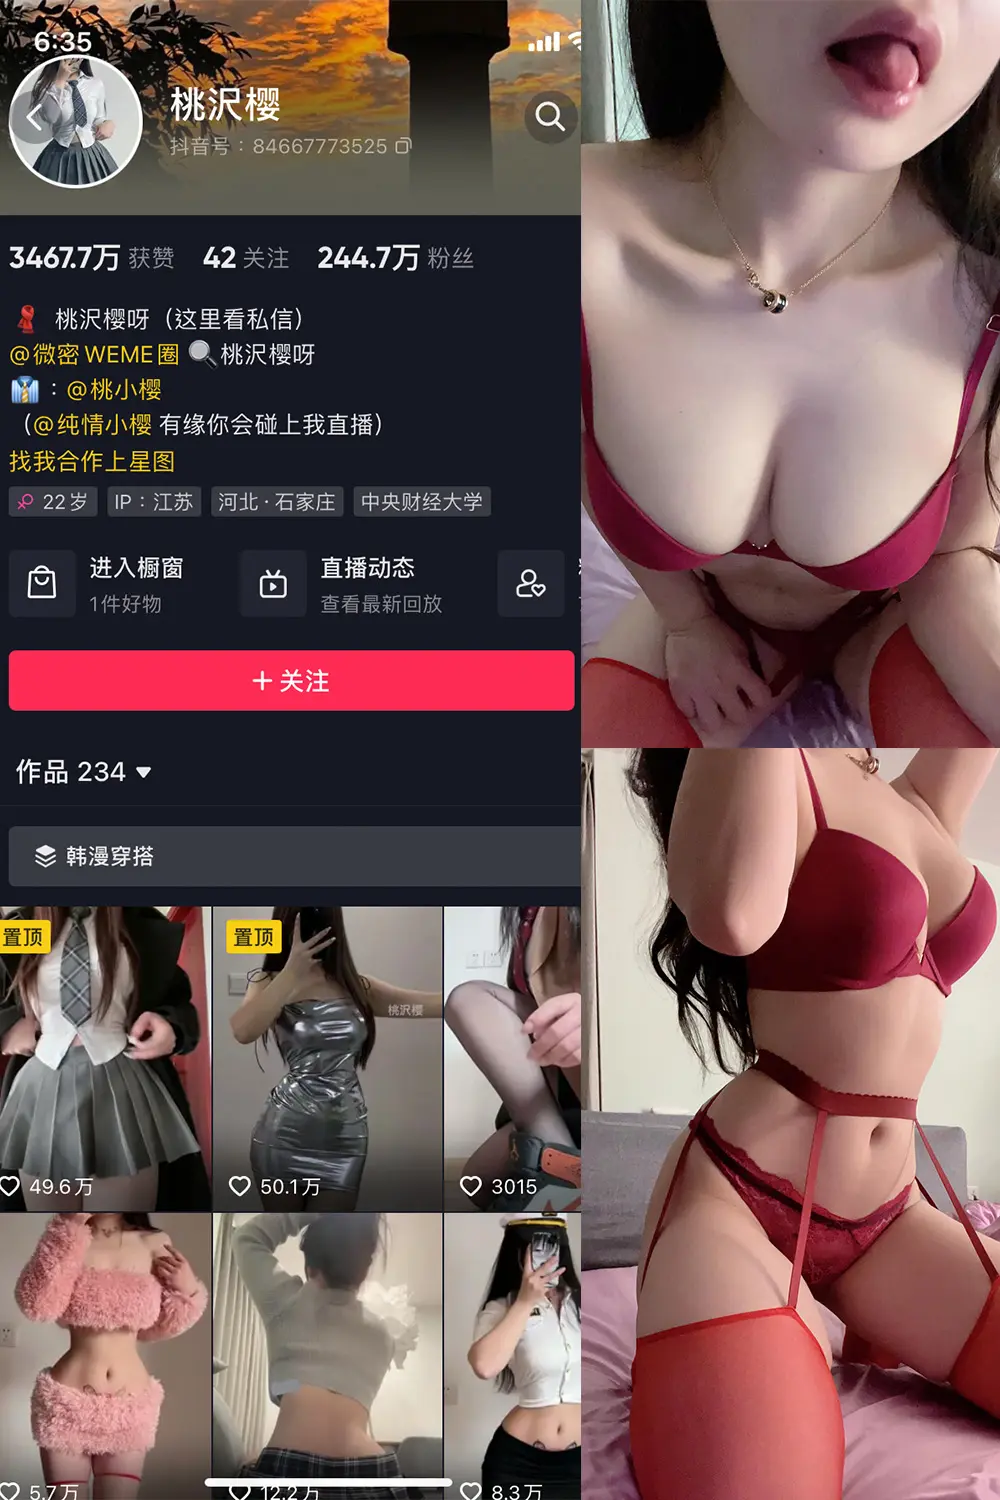 6:35
桃沢樱
抖音号：84667773525
3467.7万 获赞 42 关注 244.7万 粉丝
桃沢樱呀（这里看私信）
@微密 WEME圈 桃沢樱呀
：@桃小樱
（@纯情小樱 有缘你会碰上我直播）
找我合作上星图
22岁 IP：江苏 河北·石家庄 中央财经大学
进入橱窗 直播动态
1件好物 查看最新回放
+ 关注
作品 234
韩漫穿搭
置顶 置顶
桃沢樱
49.6万 50.1万 3015
5.7万 12.2万 8.3万